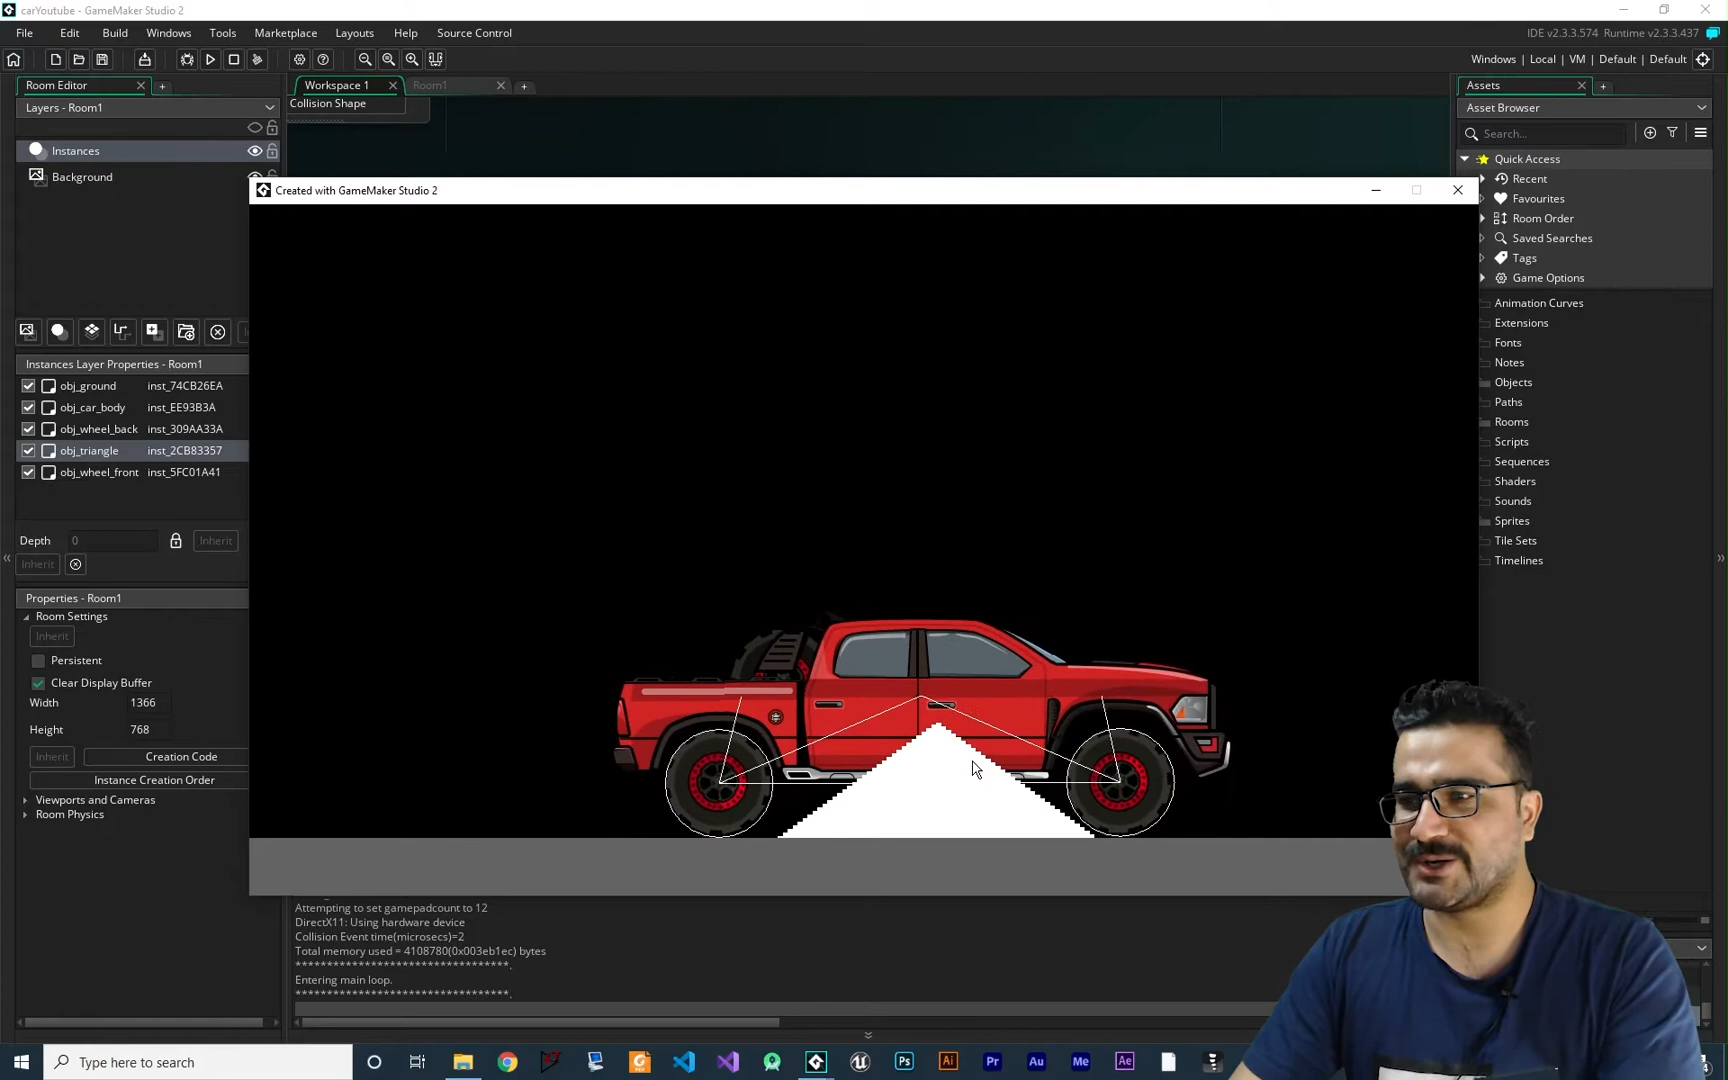 carYoutube - GameMaker Studio 2
File Edit Build Windows Tools Marketplace Layouts Help Source Control
IDE v2.3.3.574 Runtime v2.3.3.437
Windows | Local | VM | Default | Default
Room Editor
Workspace 1
Room1
Assets
Layers - Room1
Collision Shape
Asset Browser
Search...
Instances
Background
Quick Access
Recent
Favourites
Room Order
Saved Searches
Tags
Game Options
Animation Curves
Extensions
Fonts
Notes
Objects
Paths
Rooms
Scripts
Sequences
Shaders
Sounds
Sprites
Tile Sets
Timelines
Created with GameMaker Studio 2
Instances Layer Properties - Room1
obj_ground inst_74CB26EA
obj_car_body inst_EE93B3A
obj_wheel_back inst_309AA33A
obj_triangle inst_2CB83357
obj_wheel_front inst_5FC01A41
Depth 0 Inherit
Inherit
Properties - Room1
Room Settings
Inherit
Persistent
Clear Display Buffer
Width 1366
Height 768
Inherit Creation Code
Instance Creation Order
Viewports and Cameras
Room Physics
Attempting to set gamepadcount to 12
DirectX11: Using hardware device
Collision Event time(microsecs)=2
Total memory used = 4108780(0x003eb1ec) bytes
**********************************.
Entering main loop.
**********************************.
Type here to search
Ps
Ai
Pr
Au
Me
Ae